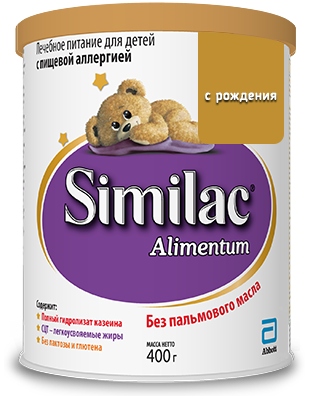 Лечебное питание для детей
с пищевой аллергией
с рождения
Similac®
Alimentum
Без пальмового масла
Содержит:
• Полный гидролизат казеина
• СЦТ – легкоусвояемые жиры
• Без лактозы и глютена
МАССА НЕТТО
400 г
Abbott